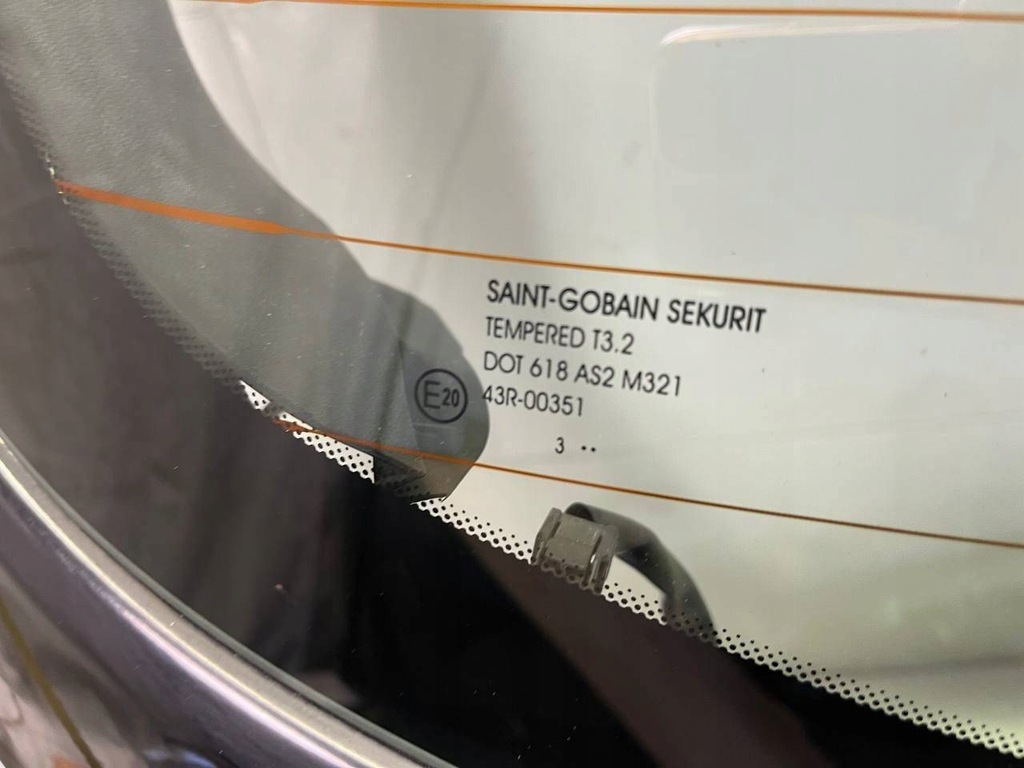 SAINT-GOBAIN SEKURIT
TEMPERED T3.2
DOT 618 AS2 M321
E20 43R-00351
3 ..